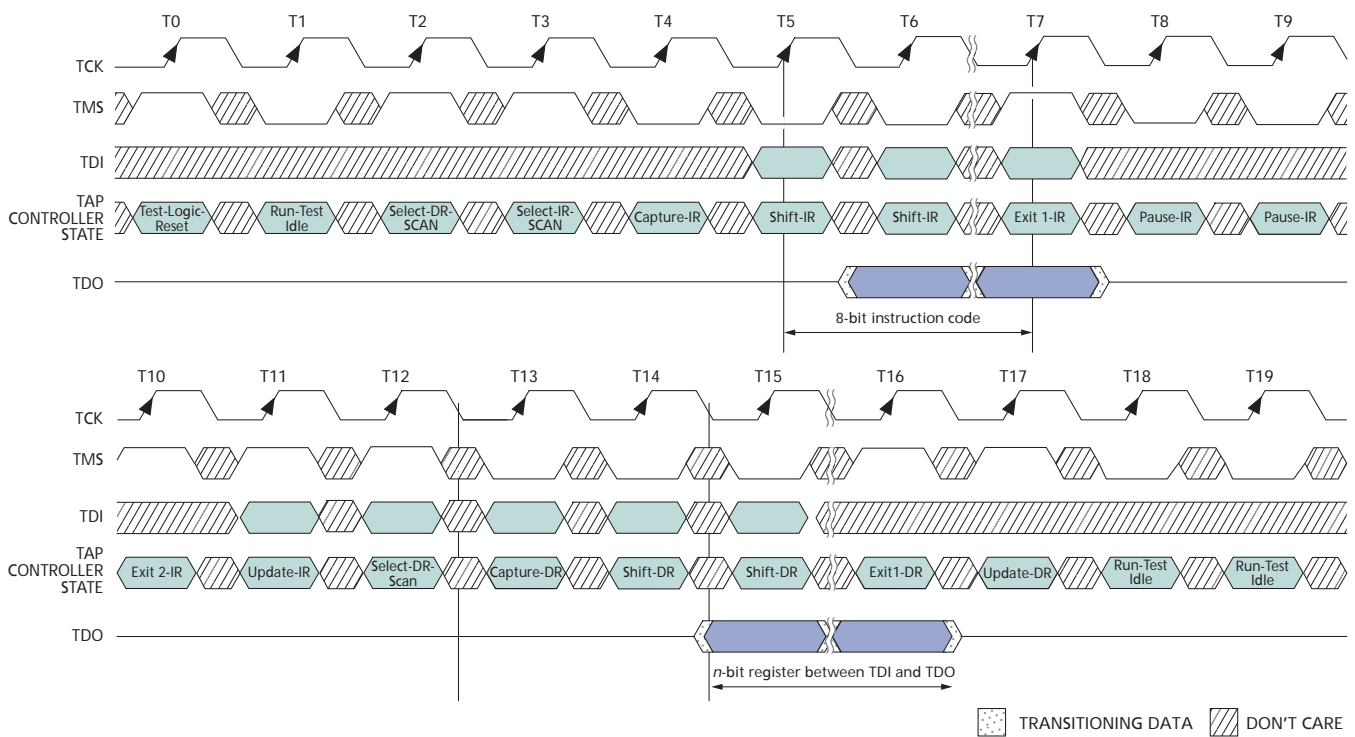 T0 T1 T2 T3 T4 T5 T6 T7 T8 T9
TCK
TMS
TDI
TAP
CONTROLLER
STATE
Test-Logic-
Reset
Run-Test
Idle
Select-DR-
SCAN
Select-IR-
SCAN
Capture-IR
Shift-IR
Shift-IR
Exit 1-IR
Pause-IR
Pause-IR
TDO
8-bit instruction code
T10 T11 T12 T13 T14 T15 T16 T17 T18 T19
TCK
TMS
TDI
TAP
CONTROLLER
STATE
Exit 2-IR
Update-IR
Select-DR-
Scan
Capture-DR
Shift-DR
Shift-DR
Exit1-DR
Update-DR
Run-Test
Idle
Run-Test
Idle
TDO
n-bit register between TDI and TDO
TRANSITIONING DATA
DON'T CARE